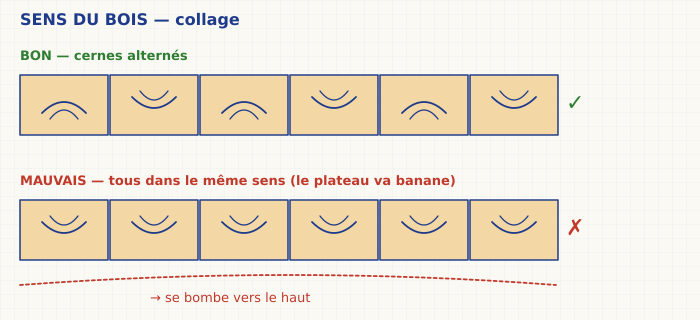 SENS DU BOIS — collage
BON — cernes alternés
✓
MAUVAIS — tous dans le même sens (le plateau va banane)
✗
→ se bombe vers le haut